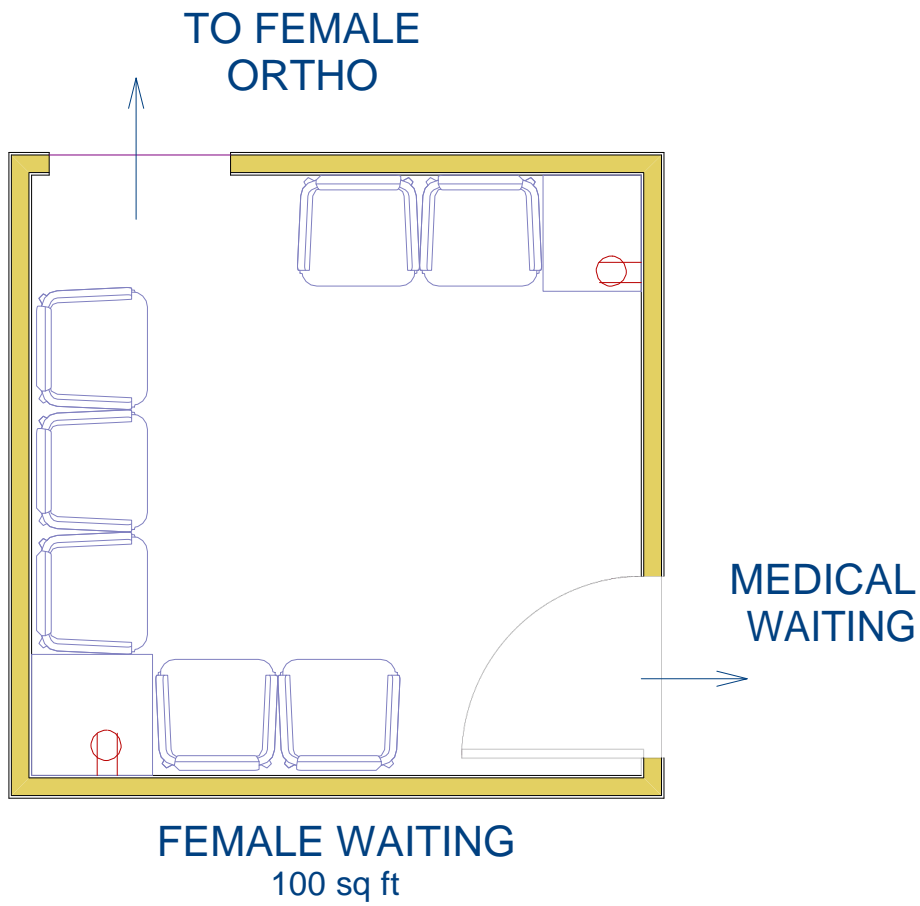 TO FEMALE
ORTHO
MEDICAL
WAITING
FEMALE WAITING
100 sq ft